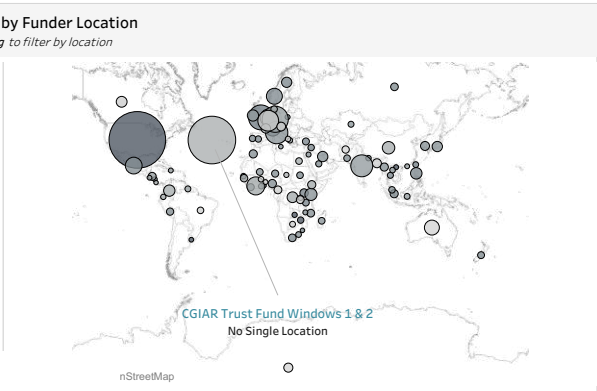 by Funder Location
to filter by location
CGIAR Trust Fund Windows 1 & 2
No Single Location
nStreetMap